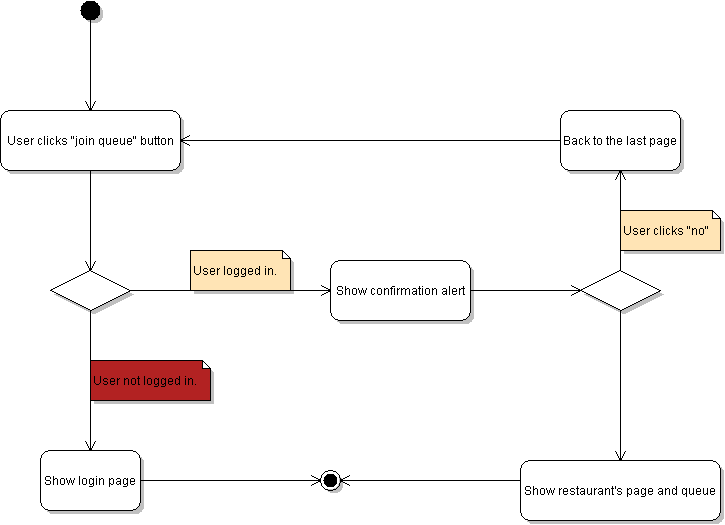 User clicks "join queue" button
Back to the last page
User clicks "no"
User logged in.
Show confirmation alert
User not logged in.
Show login page
Show restaurant's page and queue